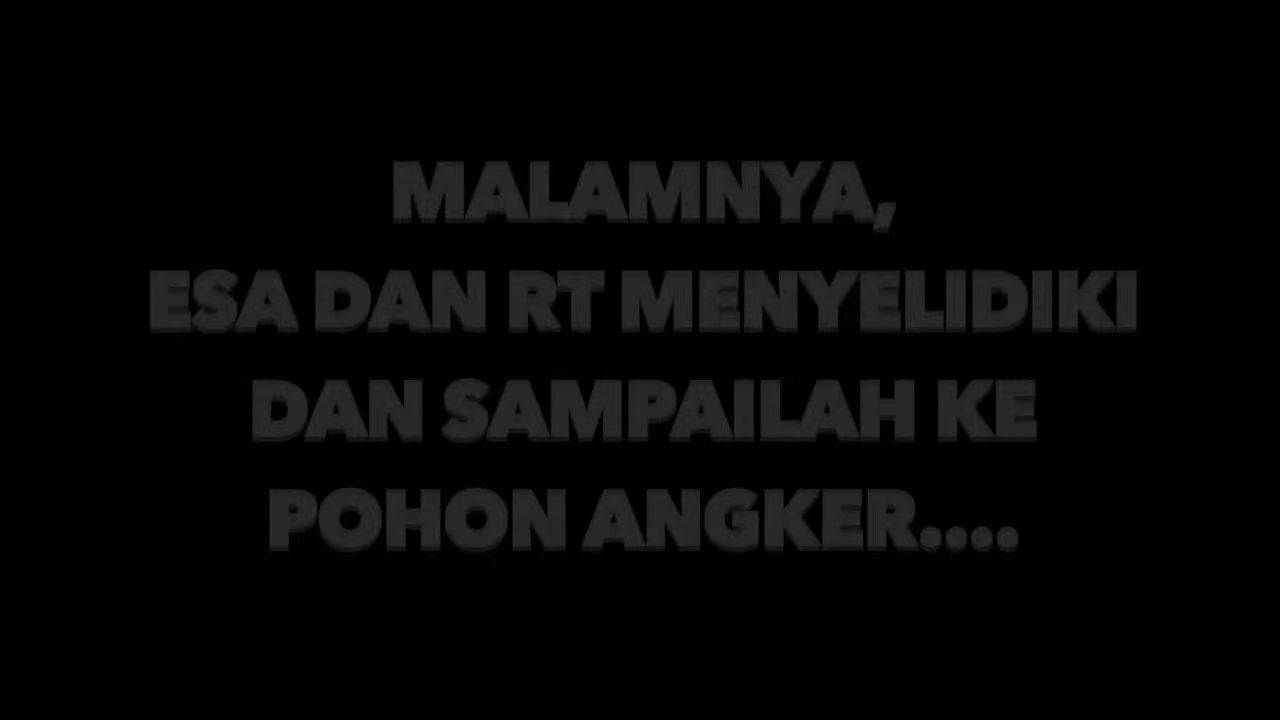 MALAMNYA,
ESA DAN RT MENYELIDIKI
DAN SAMPAILAH KE
POHON ANGKER....